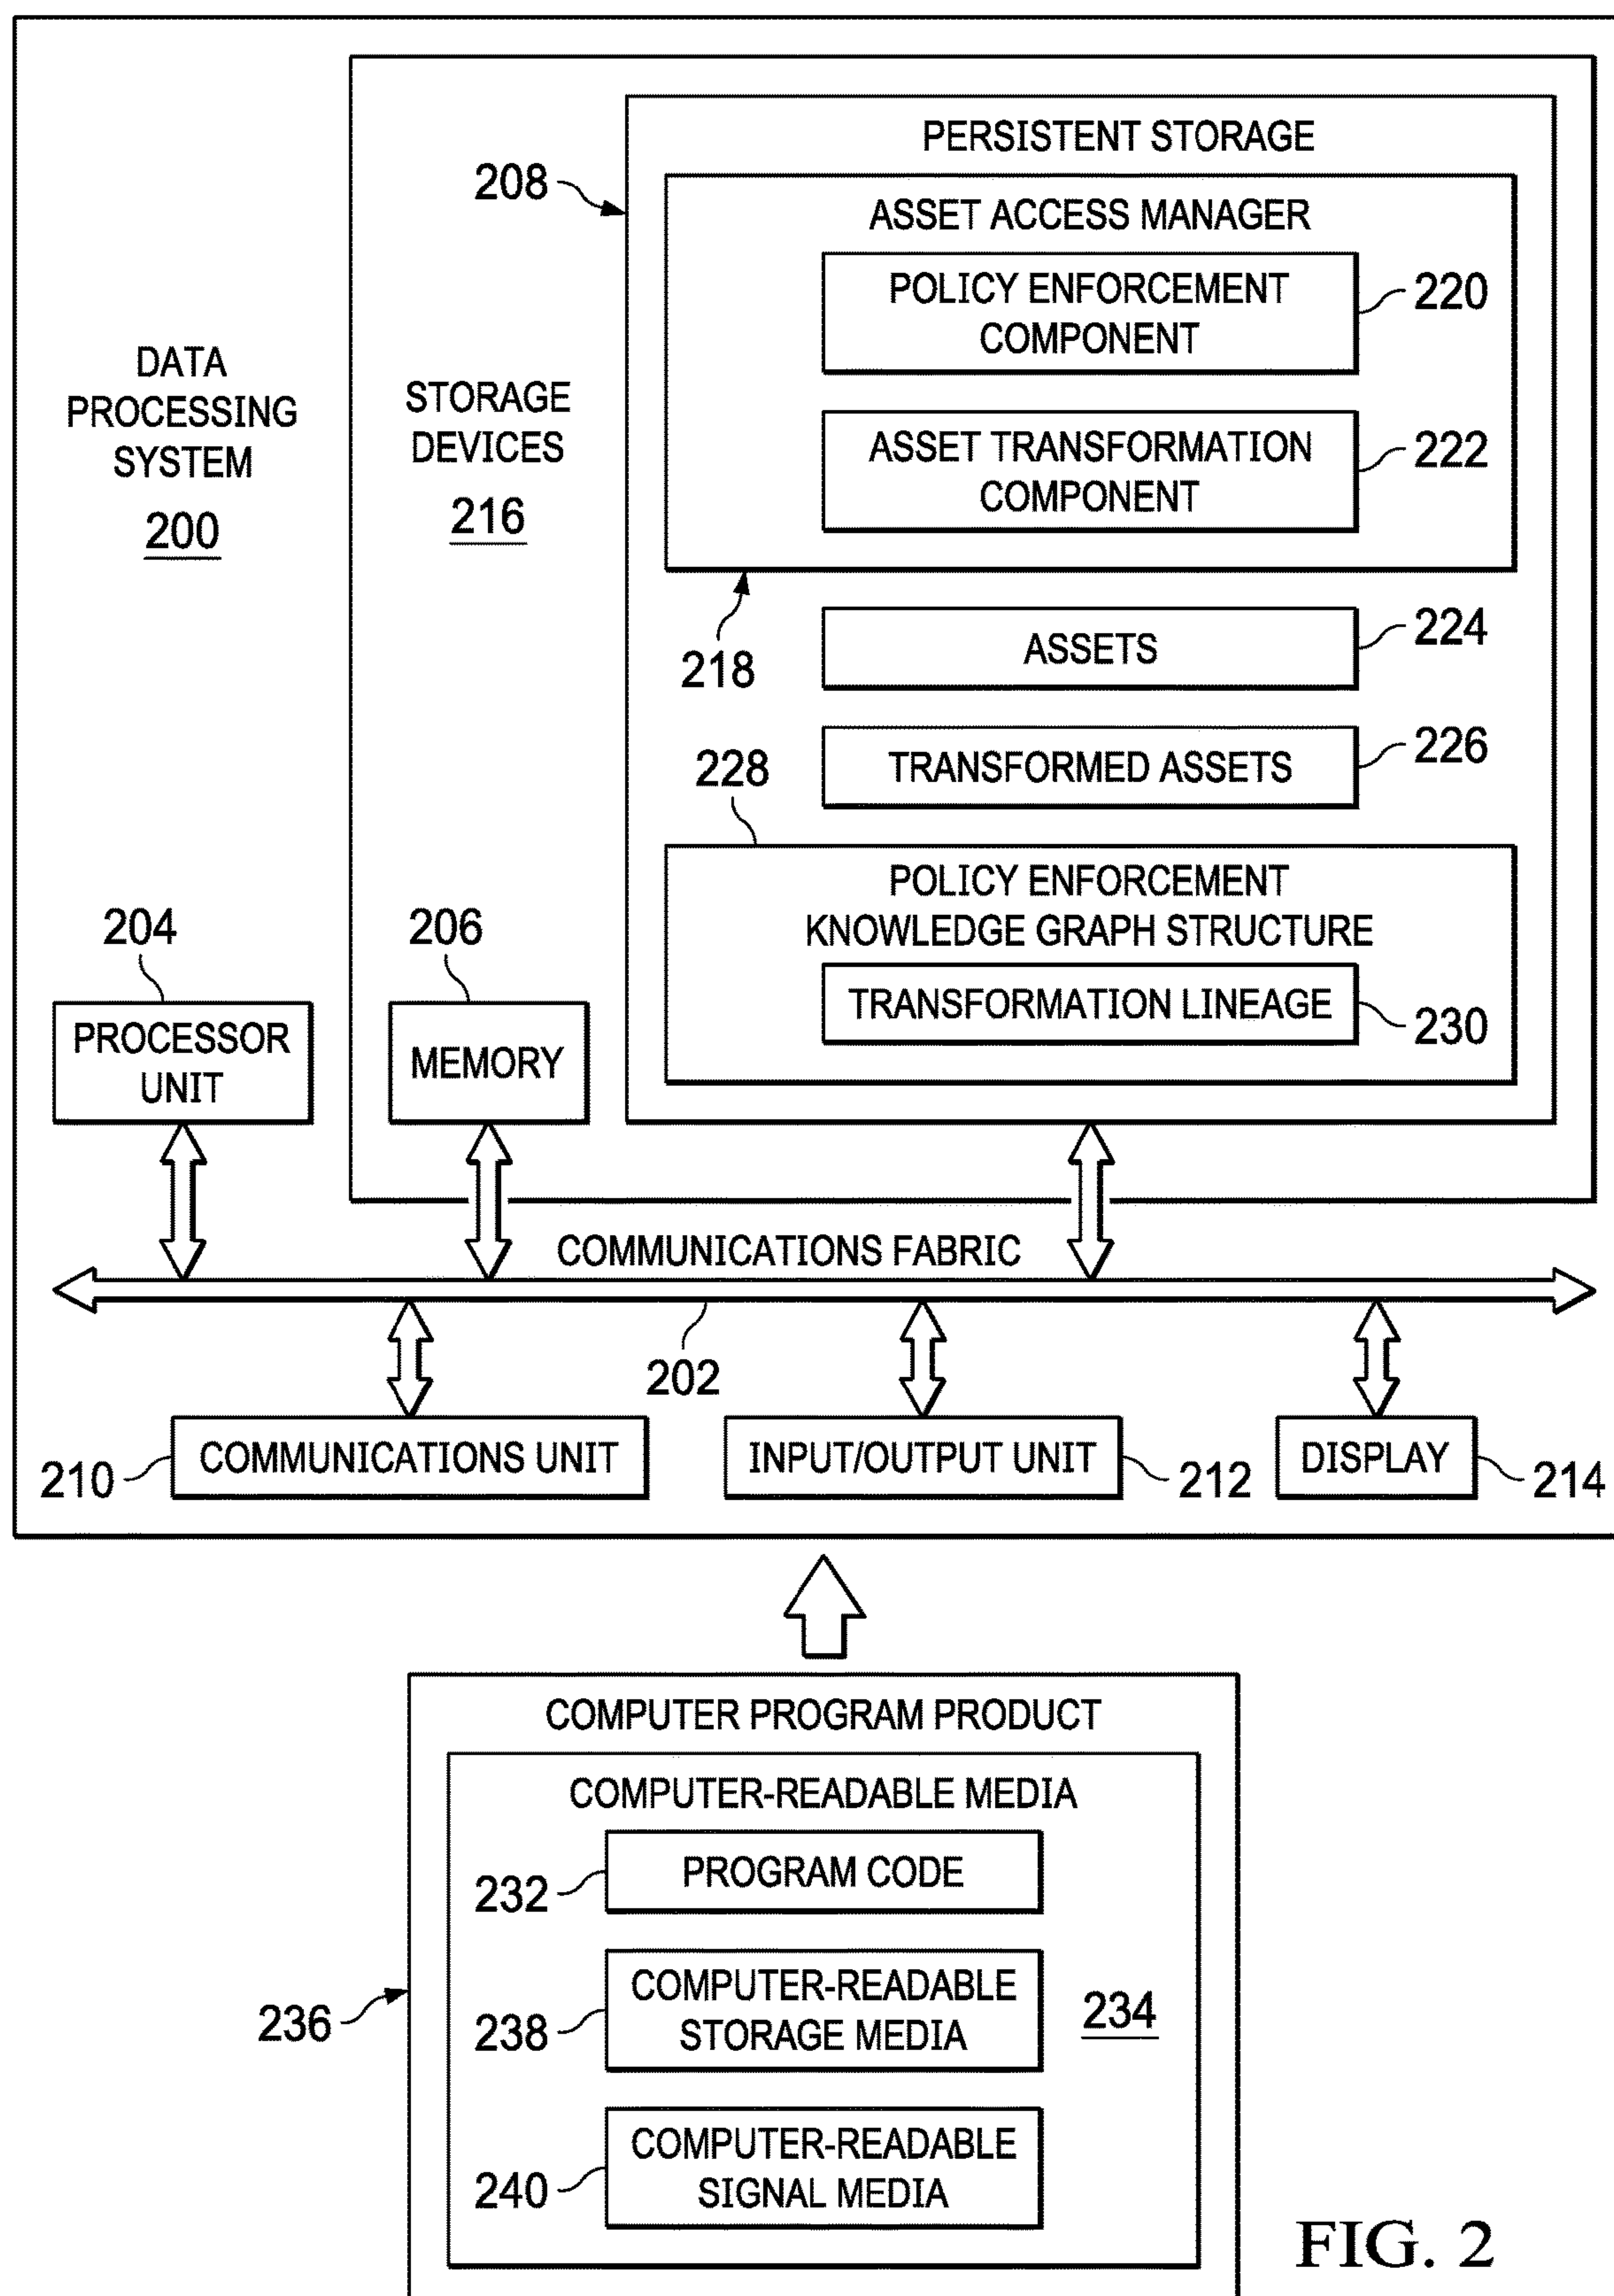 PERSISTENT STORAGE
208
ASSET ACCESS MANAGER
POLICY ENFORCEMENT
COMPONENT
220
DATA
PROCESSING
SYSTEM
200
STORAGE
DEVICES
216
ASSET TRANSFORMATION
COMPONENT
222
218
ASSETS
224
TRANSFORMED ASSETS
226
228
POLICY ENFORCEMENT
KNOWLEDGE GRAPH STRUCTURE
TRANSFORMATION LINEAGE
230
204
PROCESSOR
UNIT
206
MEMORY
COMMUNICATIONS FABRIC
202
210
COMMUNICATIONS UNIT
INPUT/OUTPUT UNIT
212
DISPLAY
214
COMPUTER PROGRAM PRODUCT
COMPUTER-READABLE MEDIA
232
PROGRAM CODE
236
238
COMPUTER-READABLE
STORAGE MEDIA
234
240
COMPUTER-READABLE
SIGNAL MEDIA
FIG. 2